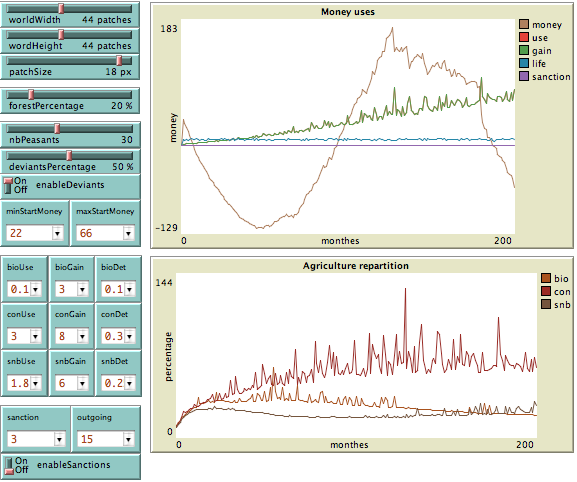 worldWidth 44 patches
wordHeight 44 patches
patchSize 18 px
forestPercentage 20 %
nbPeasants 30
deviantsPercentage 50 %
On
Off
enableDeviants
minStartMoney maxStartMoney
22 66
bioUse bioGain bioDet
0.1 3 0.1
conUse conGain conDet
3 8 0.3
snbUse snbGain snbDet
1.8 6 0.2
sanction outgoing
3 15
On
Off
enableSanctions
Money uses
183
money
-129
0 monthes 200
money
use
gain
life
sanction
Agriculture repartition
144
percentage
0
0 monthes 200
bio
con
snb